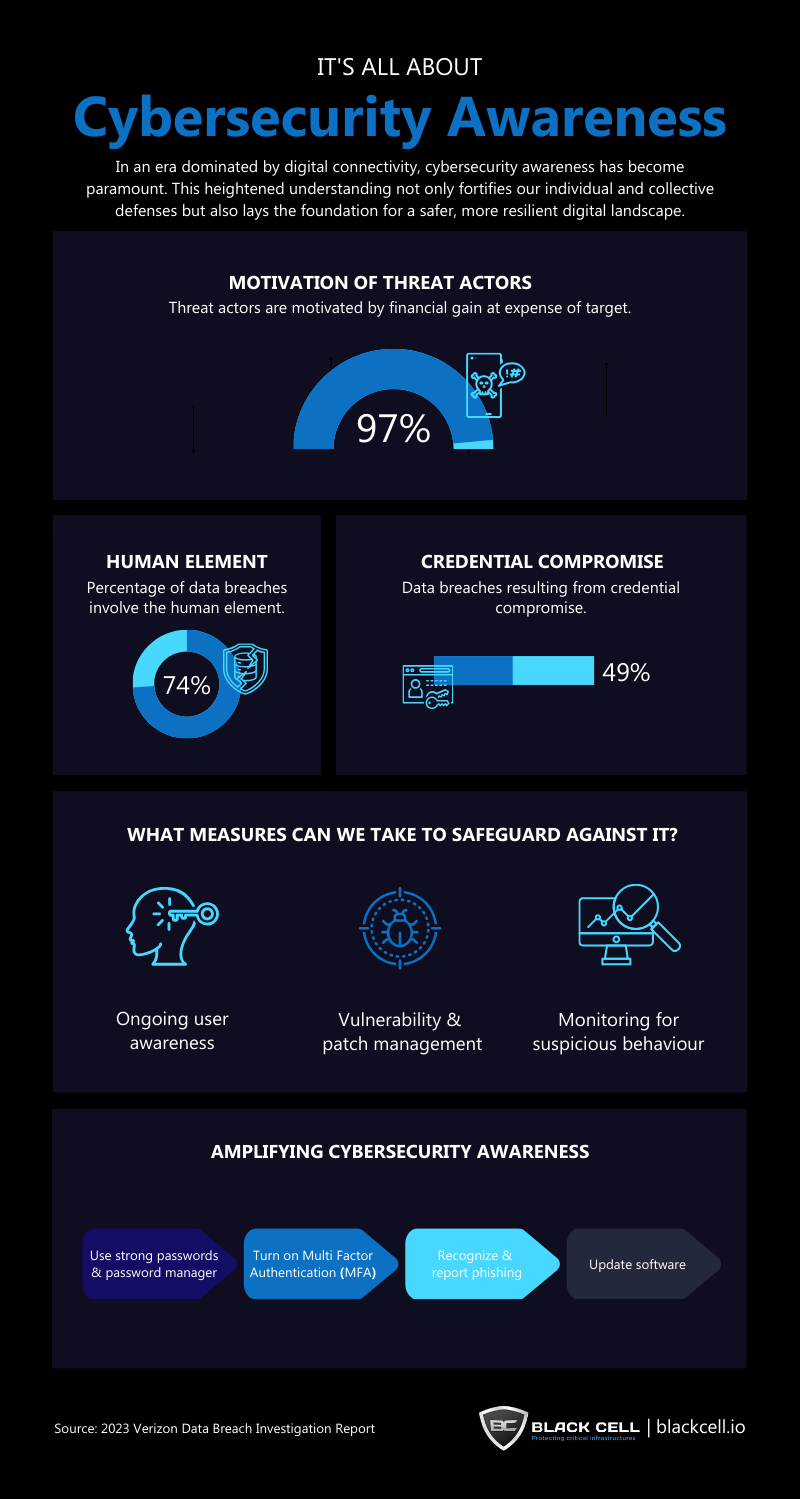 IT'S ALL ABOUT
Cybersecurity Awareness
In an era dominated by digital connectivity, cybersecurity awareness has become
paramount. This heightened understanding not only fortifies our individual and collective
defenses but also lays the foundation for a safer, more resilient digital landscape.
MOTIVATION OF THREAT ACTORS
Threat actors are motivated by financial gain at expense of target.
!#
97%
HUMAN ELEMENT
Percentage of data breaches
involve the human element.
74%
CREDENTIAL COMPROMISE
Data breaches resulting from credential
compromise.
49%
WHAT MEASURES CAN WE TAKE TO SAFEGUARD AGAINST IT?
Ongoing user
awareness
Vulnerability &
patch management
Monitoring for
suspicious behaviour
AMPLIFYING CYBERSECURITY AWARENESS
Use strong passwords
& password manager
Turn on Multi Factor
Authentication (MFA)
Recognize &
report phishing
Update software
Source: 2023 Verizon Data Breach Investigation Report
BC
BLACK CELL
Protecting critical infrastructures
| blackcell.io